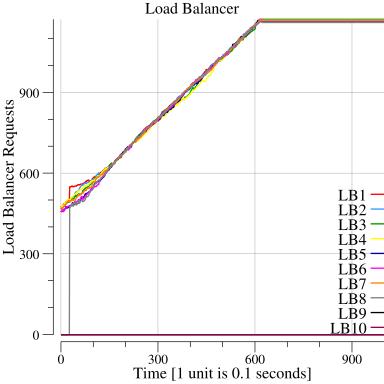 Load Balancer
Load Balancer Requests
900
600
300
0
LB1
LB2
LB3
LB4
LB5
LB6
LB7
LB8
LB9
LB10
0 300 600 900
Time [1 unit is 0.1 seconds]